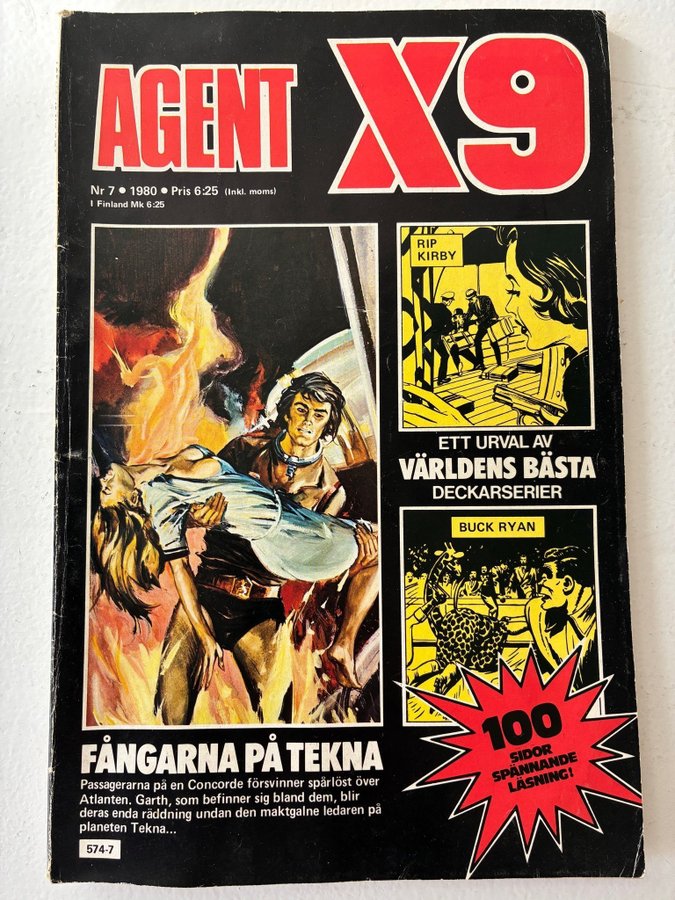 AGENT X9
Nr 7 • 1980 • Pris 6:25 (Inkl. moms)
I Finland Mk 6:25
RIP
KIRBY
ETT URVAL AV
VÄRLDENS BÄSTA
DECKARSERIER
BUCK RYAN
100
SIDOR
SPÄNNANDE
LÄSNING!
FÅNGARNA PÅ TEKNA
Passagerarna på en Concorde försvinner spårlöst över
Atlanten. Garth, som befinner sig bland dem, blir
deras enda räddning undan den maktgalne ledaren på
planeten Tekna...
574-7